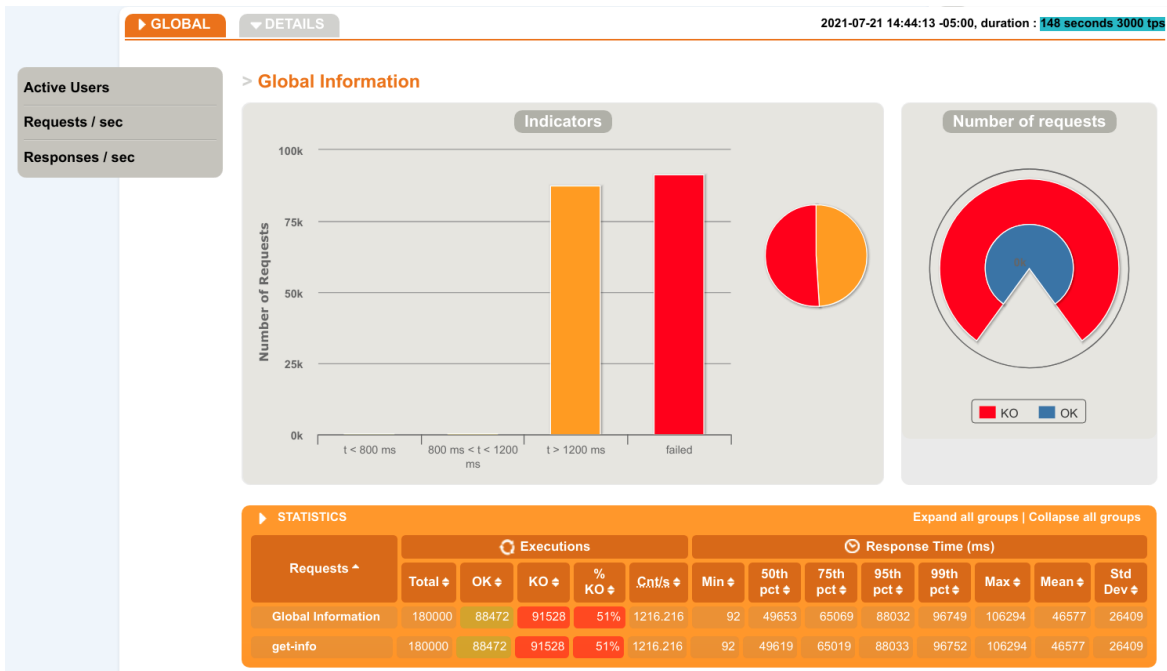 GLOBAL
DETAILS
2021-07-21 14:44:13 -05:00, duration : 148 seconds 3000 tps
Active Users
Requests / sec
Responses / sec
> Global Information
Indicators
100k
75k
50k
25k
0k
Number of Requests
t < 800 ms
800 ms < t < 1200
ms
t > 1200 ms
failed
Number of requests
KO
OK
STATISTICS
Expand all groups | Collapse all groups
Requests
Executions
Response Time (ms)
Total OK KO % KO Cnt/s Min 50th pct 75th pct 95th pct 99th pct Max Mean Std Dev
Global Information 180000 88472 91528 51% 1216.216 92 49653 65069 88032 96749 106294 46577 26409
get-info 180000 88472 91528 51% 1216.216 92 49619 65019 88033 96752 106294 46577 26409